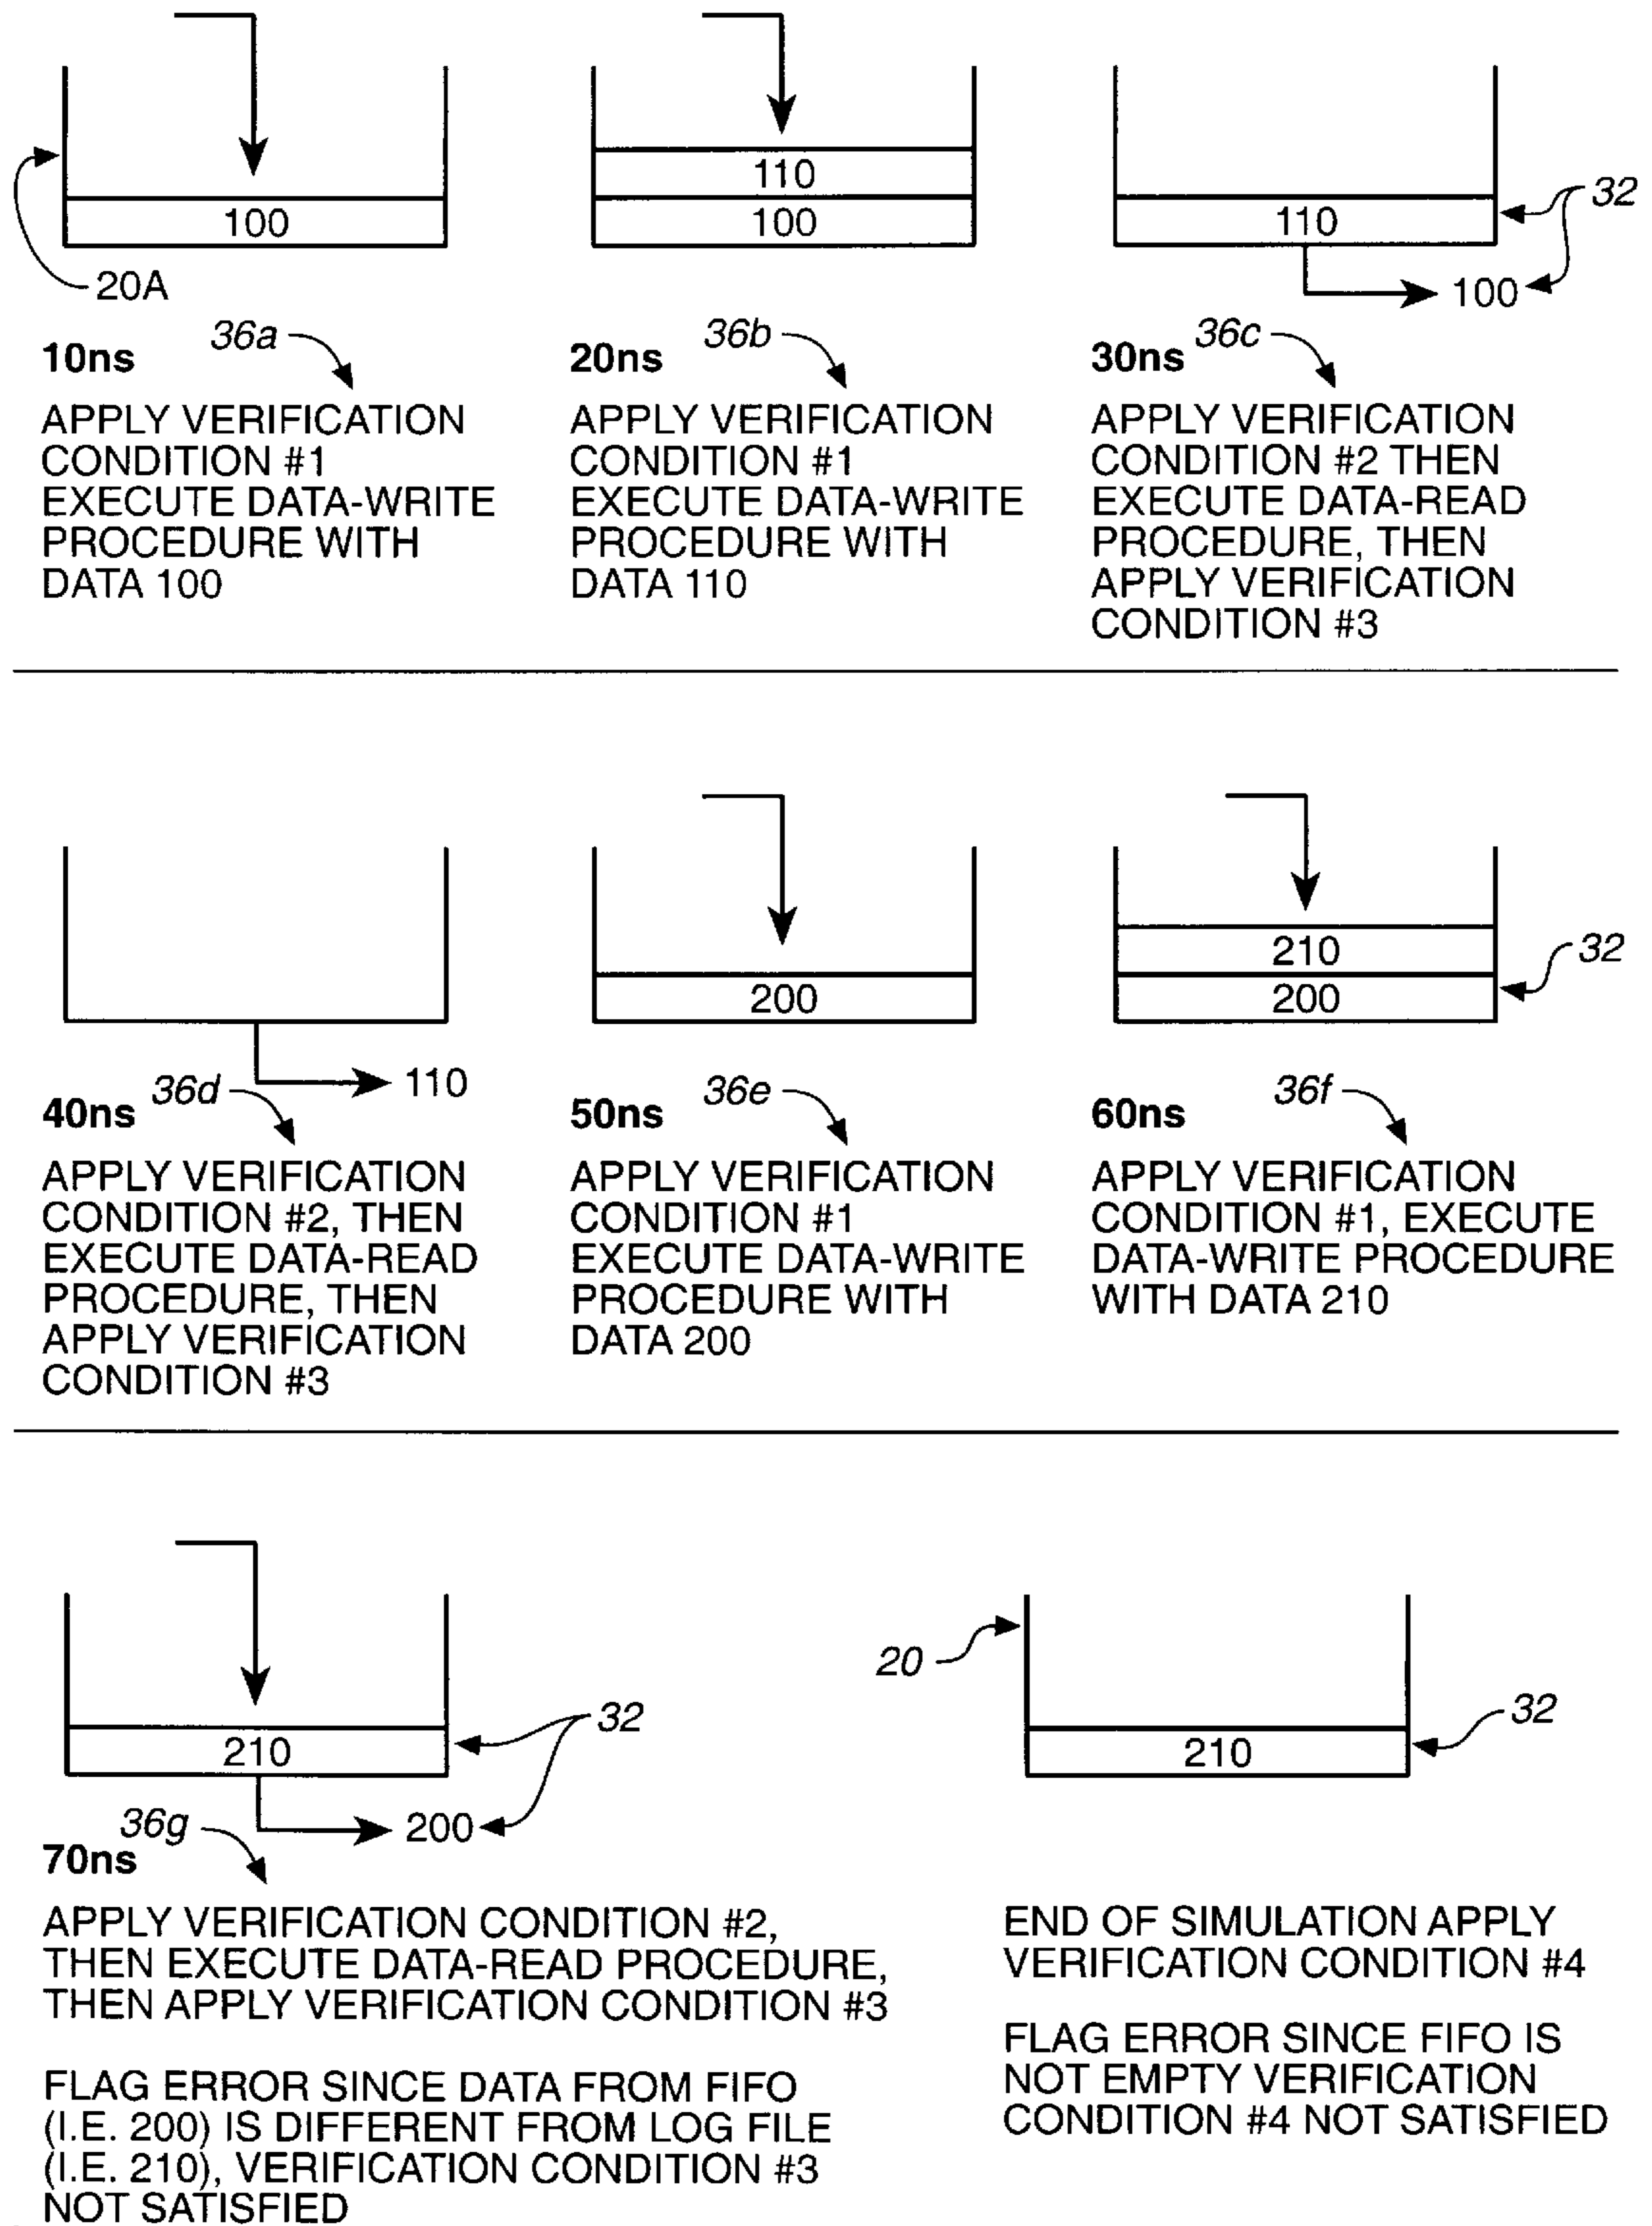 100
20A
110
100
110
32
100
10ns
36a
APPLY VERIFICATION
CONDITION #1
EXECUTE DATA-WRITE
PROCEDURE WITH
DATA 100
20ns
36b
APPLY VERIFICATION
CONDITION #1
EXECUTE DATA-WRITE
PROCEDURE WITH
DATA 110
30ns
36c
APPLY VERIFICATION
CONDITION #2 THEN
EXECUTE DATA-READ
PROCEDURE, THEN
APPLY VERIFICATION
CONDITION #3
110
200
210
200
32
40ns
36d
APPLY VERIFICATION
CONDITION #2, THEN
EXECUTE DATA-READ
PROCEDURE, THEN
APPLY VERIFICATION
CONDITION #3
50ns
36e
APPLY VERIFICATION
CONDITION #1
EXECUTE DATA-WRITE
PROCEDURE WITH
DATA 200
60ns
36f
APPLY VERIFICATION
CONDITION #1, EXECUTE
DATA-WRITE PROCEDURE
WITH DATA 210
210
32
200
36g
70ns
APPLY VERIFICATION CONDITION #2,
THEN EXECUTE DATA-READ PROCEDURE,
THEN APPLY VERIFICATION CONDITION #3
FLAG ERROR SINCE DATA FROM FIFO
(I.E. 200) IS DIFFERENT FROM LOG FILE
(I.E. 210), VERIFICATION CONDITION #3
NOT SATISFIED
20
210
32
END OF SIMULATION APPLY
VERIFICATION CONDITION #4
FLAG ERROR SINCE FIFO IS
NOT EMPTY VERIFICATION
CONDITION #4 NOT SATISFIED